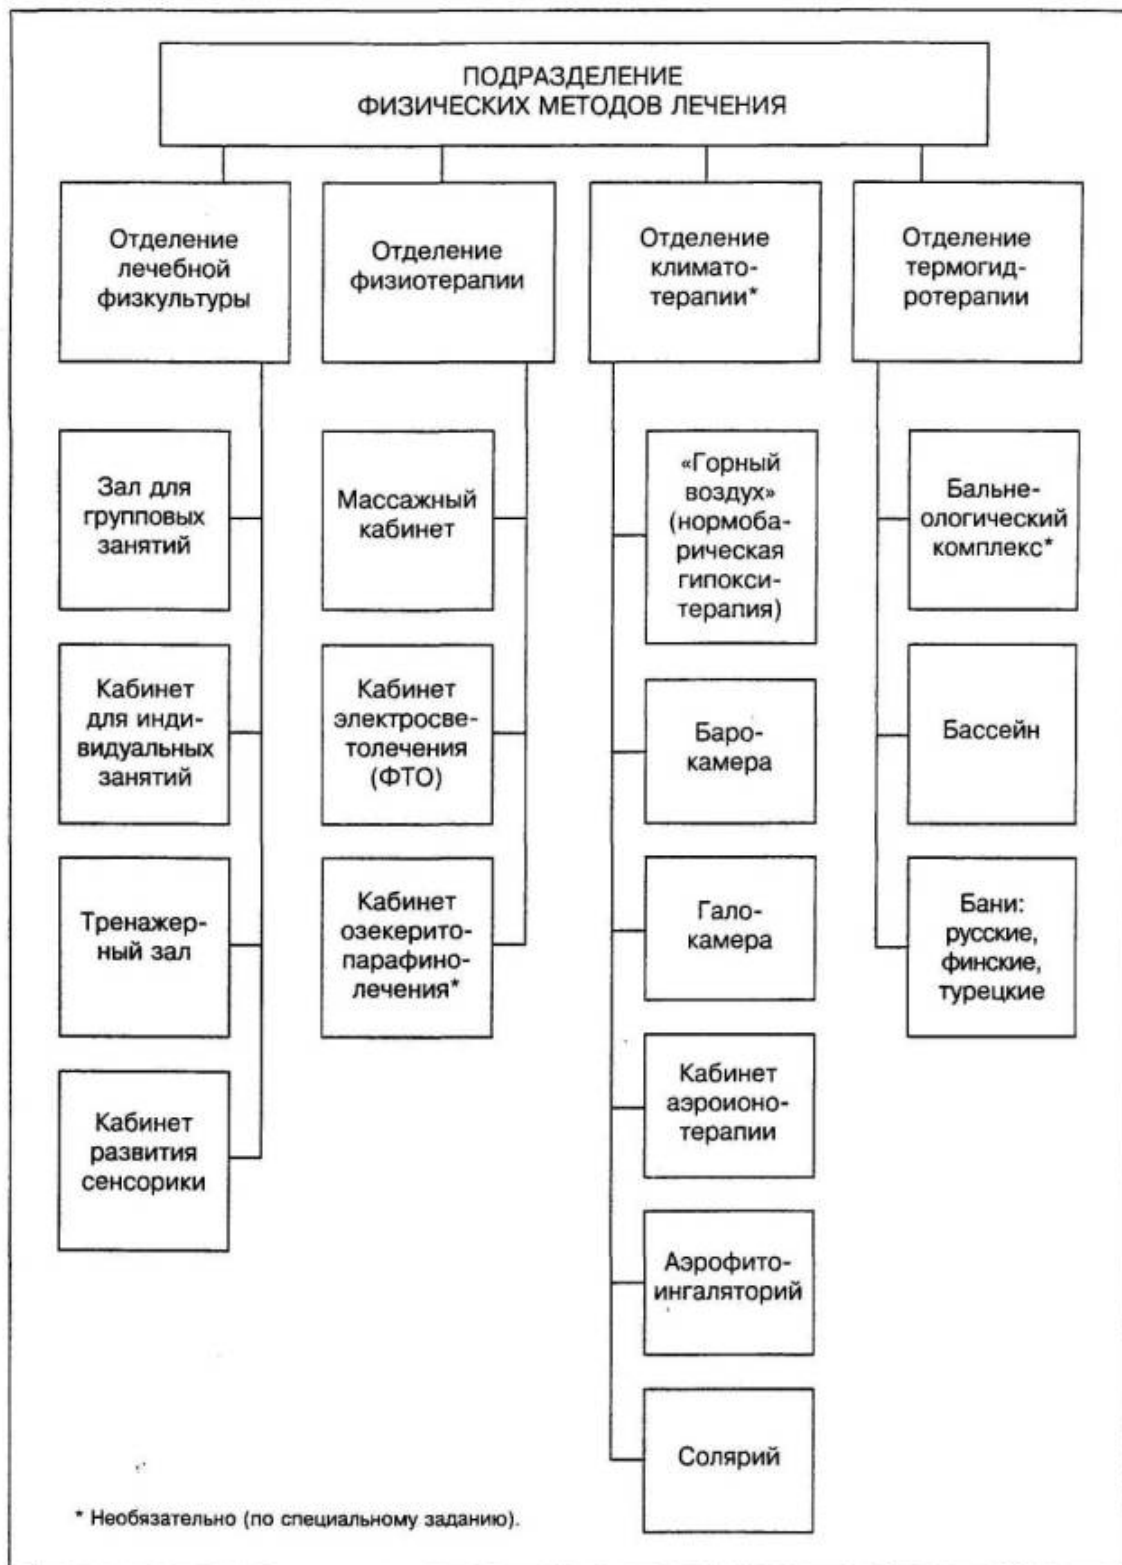 ПОДРАЗДЕЛЕНИЕ
ФИЗИЧЕСКИХ МЕТОДОВ ЛЕЧЕНИЯ
Отделение
лечебной
физкультуры
Отделение
физиотерапии
Отделение
климато-
терапии*
Отделение
термогид-
ротерапии
Зал для
групповых
занятий
Кабинет
для инди-
видуальных
занятий
Тренажер-
ный зал
Кабинет
развития
сенсорики
Массажный
кабинет
Кабинет
электросве-
толечения
(ФТО)
Кабинет
озекерито-
парафино-
лечения*
«Горный
воздух»
(нормоба-
рическая
гипокси-
терапия)
Баро-
камера
Гало-
камера
Кабинет
аэроионо-
терапии
Аэрофито-
ингаляторий
Солярий
Бальне-
ологический
комплекс*
Бассейн
Бани:
русские,
финские,
турецкие
* Необязательно (по специальному заданию).